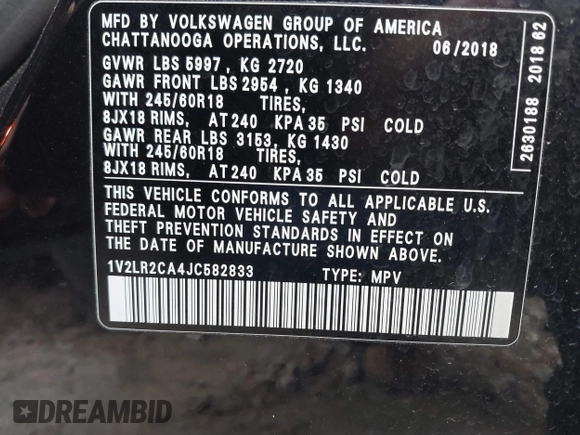 MFD BY VOLKSWAGEN GROUP OF AMERICA
CHATTANOOGA OPERATIONS, LLC. 06/2018
GVWR LBS 5997 , KG 2720
GAWR FRONT LBS 2954 , KG 1340
WITH 245/60R18 TIRES,
8JX18 RIMS, AT 240 KPA 35 PSI COLD
GAWR REAR LBS 3153, KG 1430
WITH 245/60R18 TIRES,
8JX18 RIMS, AT 240 KPA 35 PSI COLD
THIS VEHICLE CONFORMS TO ALL APPLICABLE U.S.
FEDERAL MOTOR VEHICLE SAFETY AND
THEFT PREVENTION STANDARDS IN EFFECT ON
THE DATE OF MANUFACTURE SHOWN ABOVE.
1V2LR2CA4JC582833 TYPE: MPV
2630188 2018 62
DREAMBID